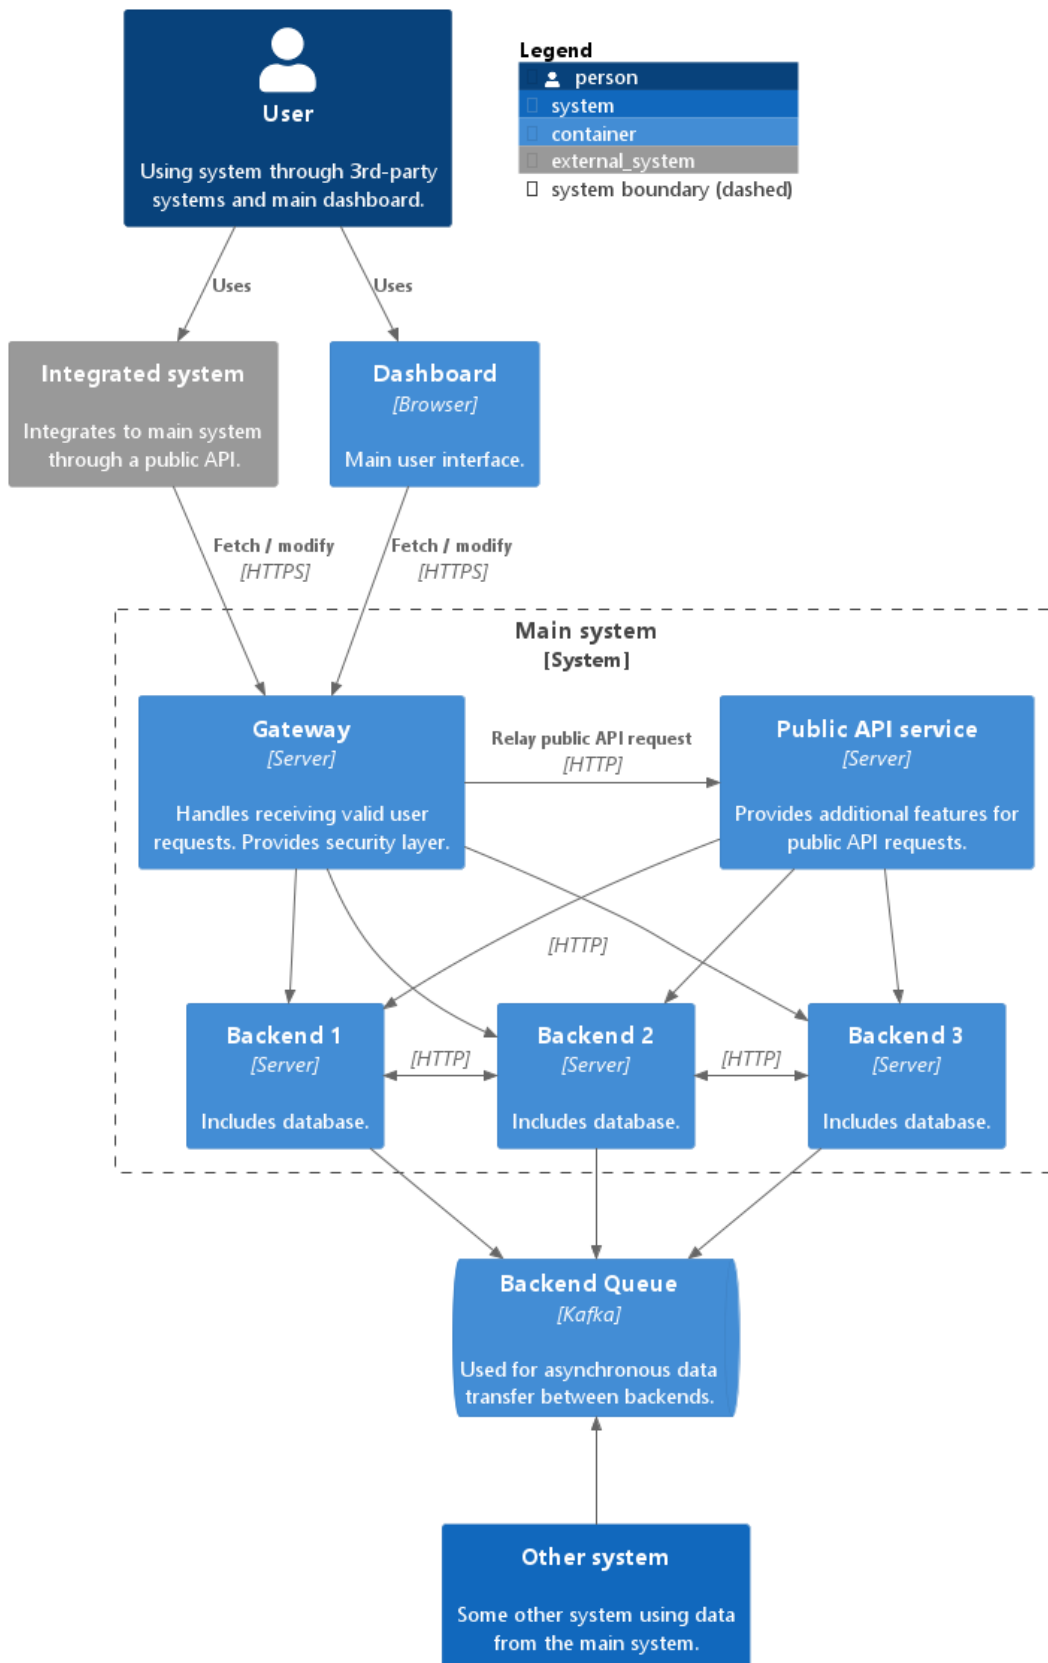 User
Using system through 3rd-party
systems and main dashboard.
Legend
person
system
container
external_system
system boundary (dashed)
Uses
Uses
Integrated system
Integrates to main system
through a public API.
Dashboard
[Browser]
Main user interface.
Fetch / modify
[HTTPS]
Fetch / modify
[HTTPS]
Main system
[System]
Gateway
[Server]
Handles receiving valid user
requests. Provides security layer.
Relay public API request
[HTTP]
Public API service
[Server]
Provides additional features for
public API requests.
[HTTP]
Backend 1
[Server]
Includes database.
[HTTP]
Backend 2
[Server]
Includes database.
[HTTP]
Backend 3
[Server]
Includes database.
Backend Queue
[Kafka]
Used for asynchronous data
transfer between backends.
Other system
Some other system using data
from the main system.